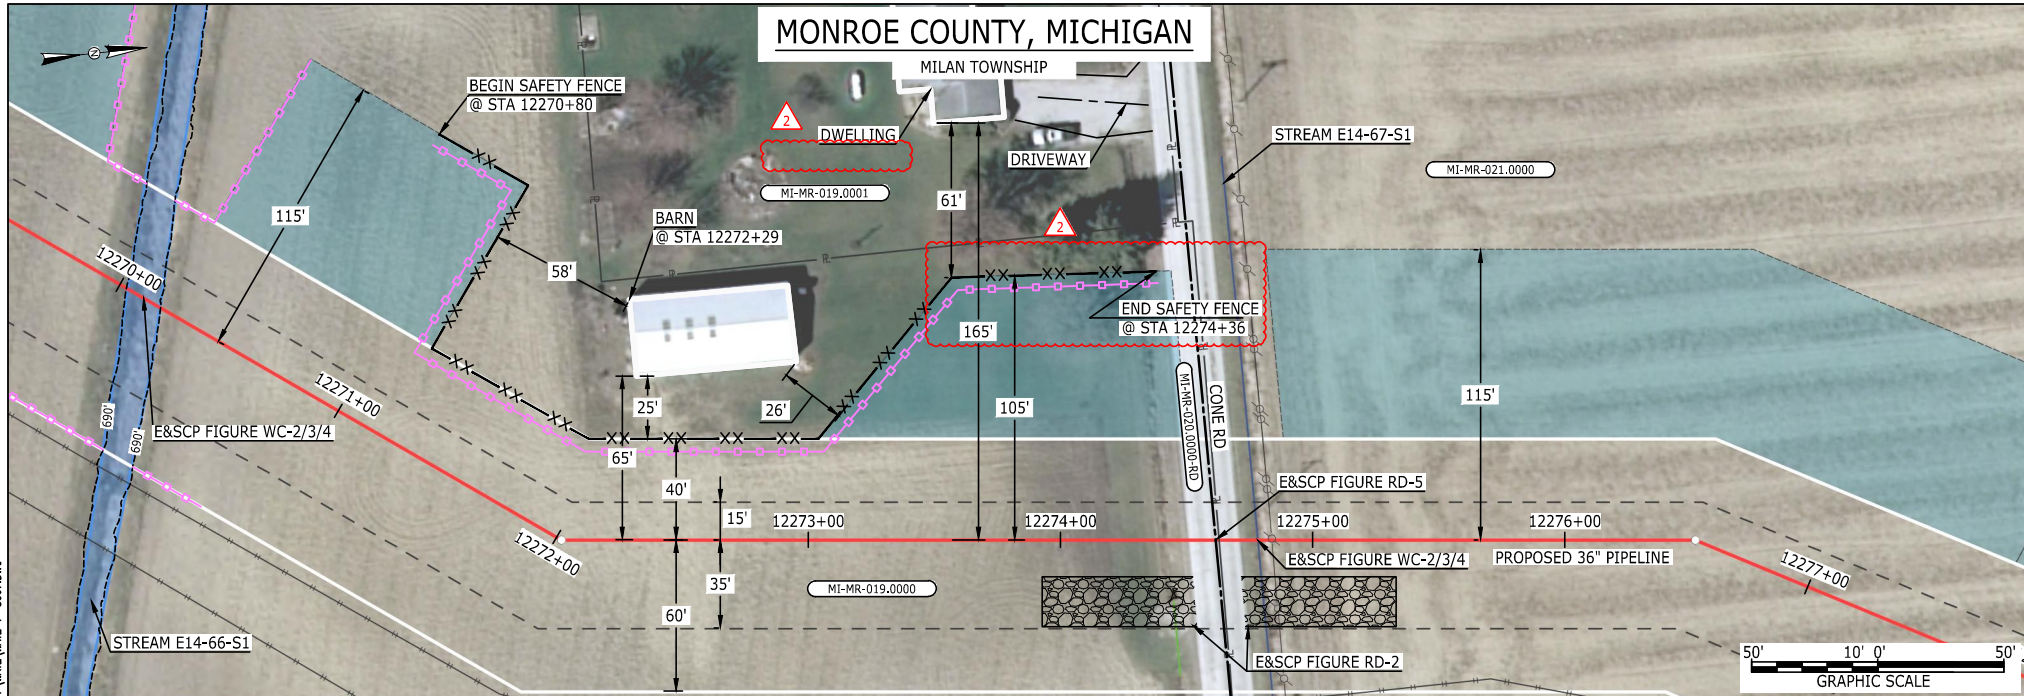 MONROE COUNTY, MICHIGAN
MILAN TOWNSHIP
N
BEGIN SAFETY FENCE
@ STA 12270+80
2
DWELLING
DRIVEWAY
STREAM E14-67-S1
MI-MR-021.0000
MI-MR-019.0001
115'
BARN
@ STA 12272+29
61'
2
58'
12270+00
END SAFETY FENCE
@ STA 12274+36
165'
12271+00
25'
26'
105'
MI-MR-020.0000-RD
CONE RD
115'
690'
690'
E&SCP FIGURE WC-2/3/4
65'
40'
E&SCP FIGURE RD-5
15'
12272+00
12273+00
12274+00
12275+00
12276+00
E&SCP FIGURE WC-2/3/4
PROPOSED 36" PIPELINE
12277+00
35'
MI-MR-019.0000
60'
STREAM E14-66-S1
E&SCP FIGURE RD-2
50' 10' 0' 50'
GRAPHIC SCALE